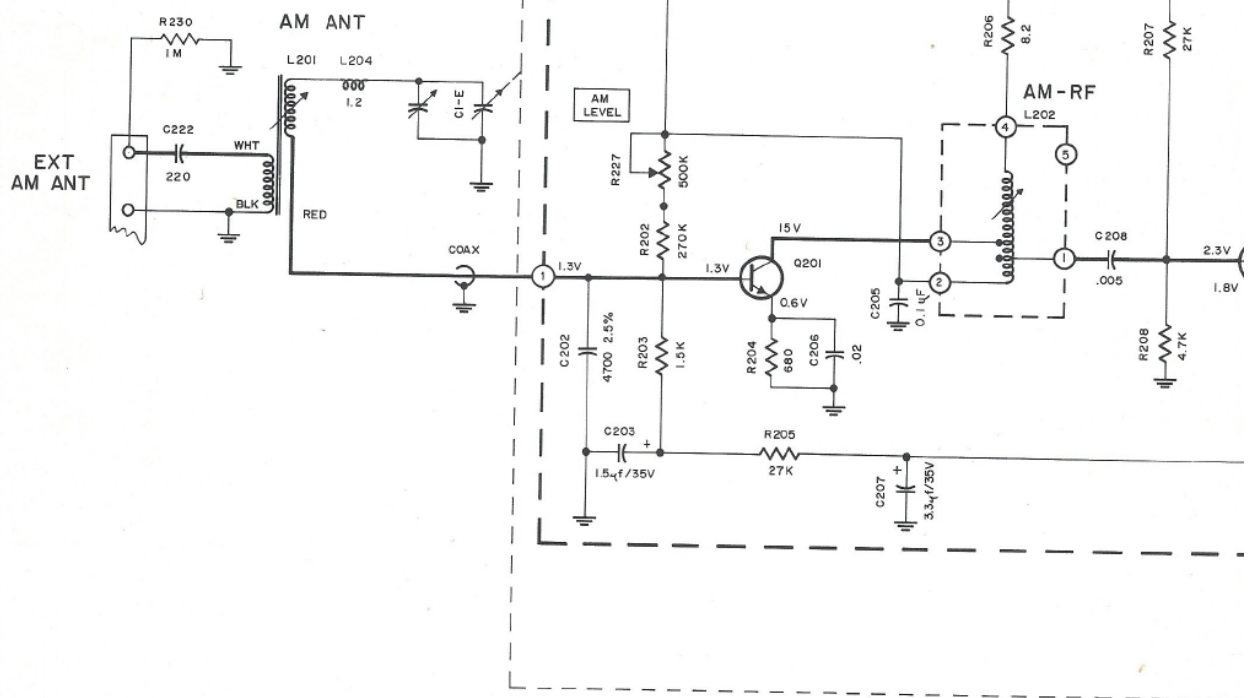 R230
1M
AM ANT
L201
L204
1.2
C1-E
C222
220
WHT
BLK
EXT
AM ANT
RED
COAX
AM
LEVEL
R227
500K
R202
270K
1
1.3V
1.3V
15V
Q201
0.6V
C202
4700 2.5%
R203
1.5K
R204
680
C206
.02
C203
+
1.5µf/35V
R205
27K
C207
+
3.3µf/35V
C205
0.1µF
R206
8.2
AM-RF
L202
4
5
3
2
1
C208
.005
R207
27K
2.3V
1.8V
R208
4.7K